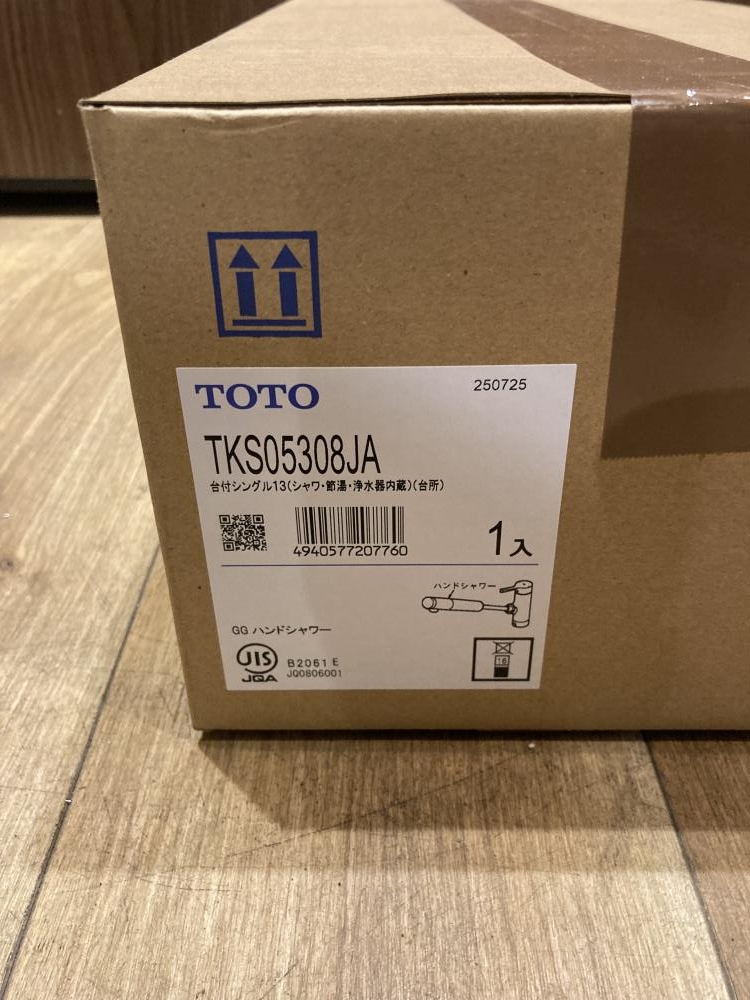 TOTO
250725
TKS05308JA
台付シングル13(シャワ・節湯・浄水器内蔵)(台所)
4940577207760
1入
ハンドシャワー
GG ハンドシャワー
JIS
JQA
B2061 E
JQ0806001
16